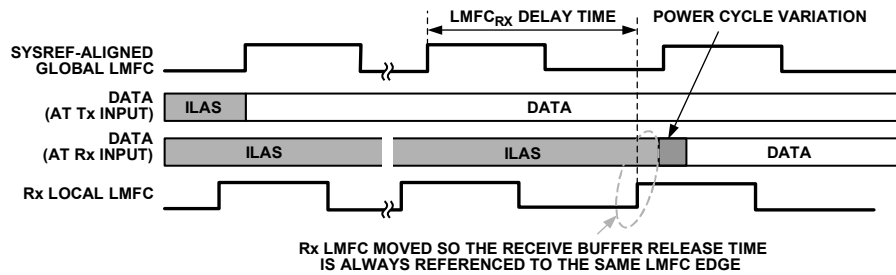 LMFCRX DELAY TIME
POWER CYCLE VARIATION
SYSREF-ALIGNED
GLOBAL LMFC
DATA
(AT Tx INPUT)
ILAS
DATA
DATA
(AT Rx INPUT)
ILAS
ILAS
DATA
Rx LOCAL LMFC
Rx LMFC MOVED SO THE RECEIVE BUFFER RELEASE TIME
IS ALWAYS REFERENCED TO THE SAME LMFC EDGE